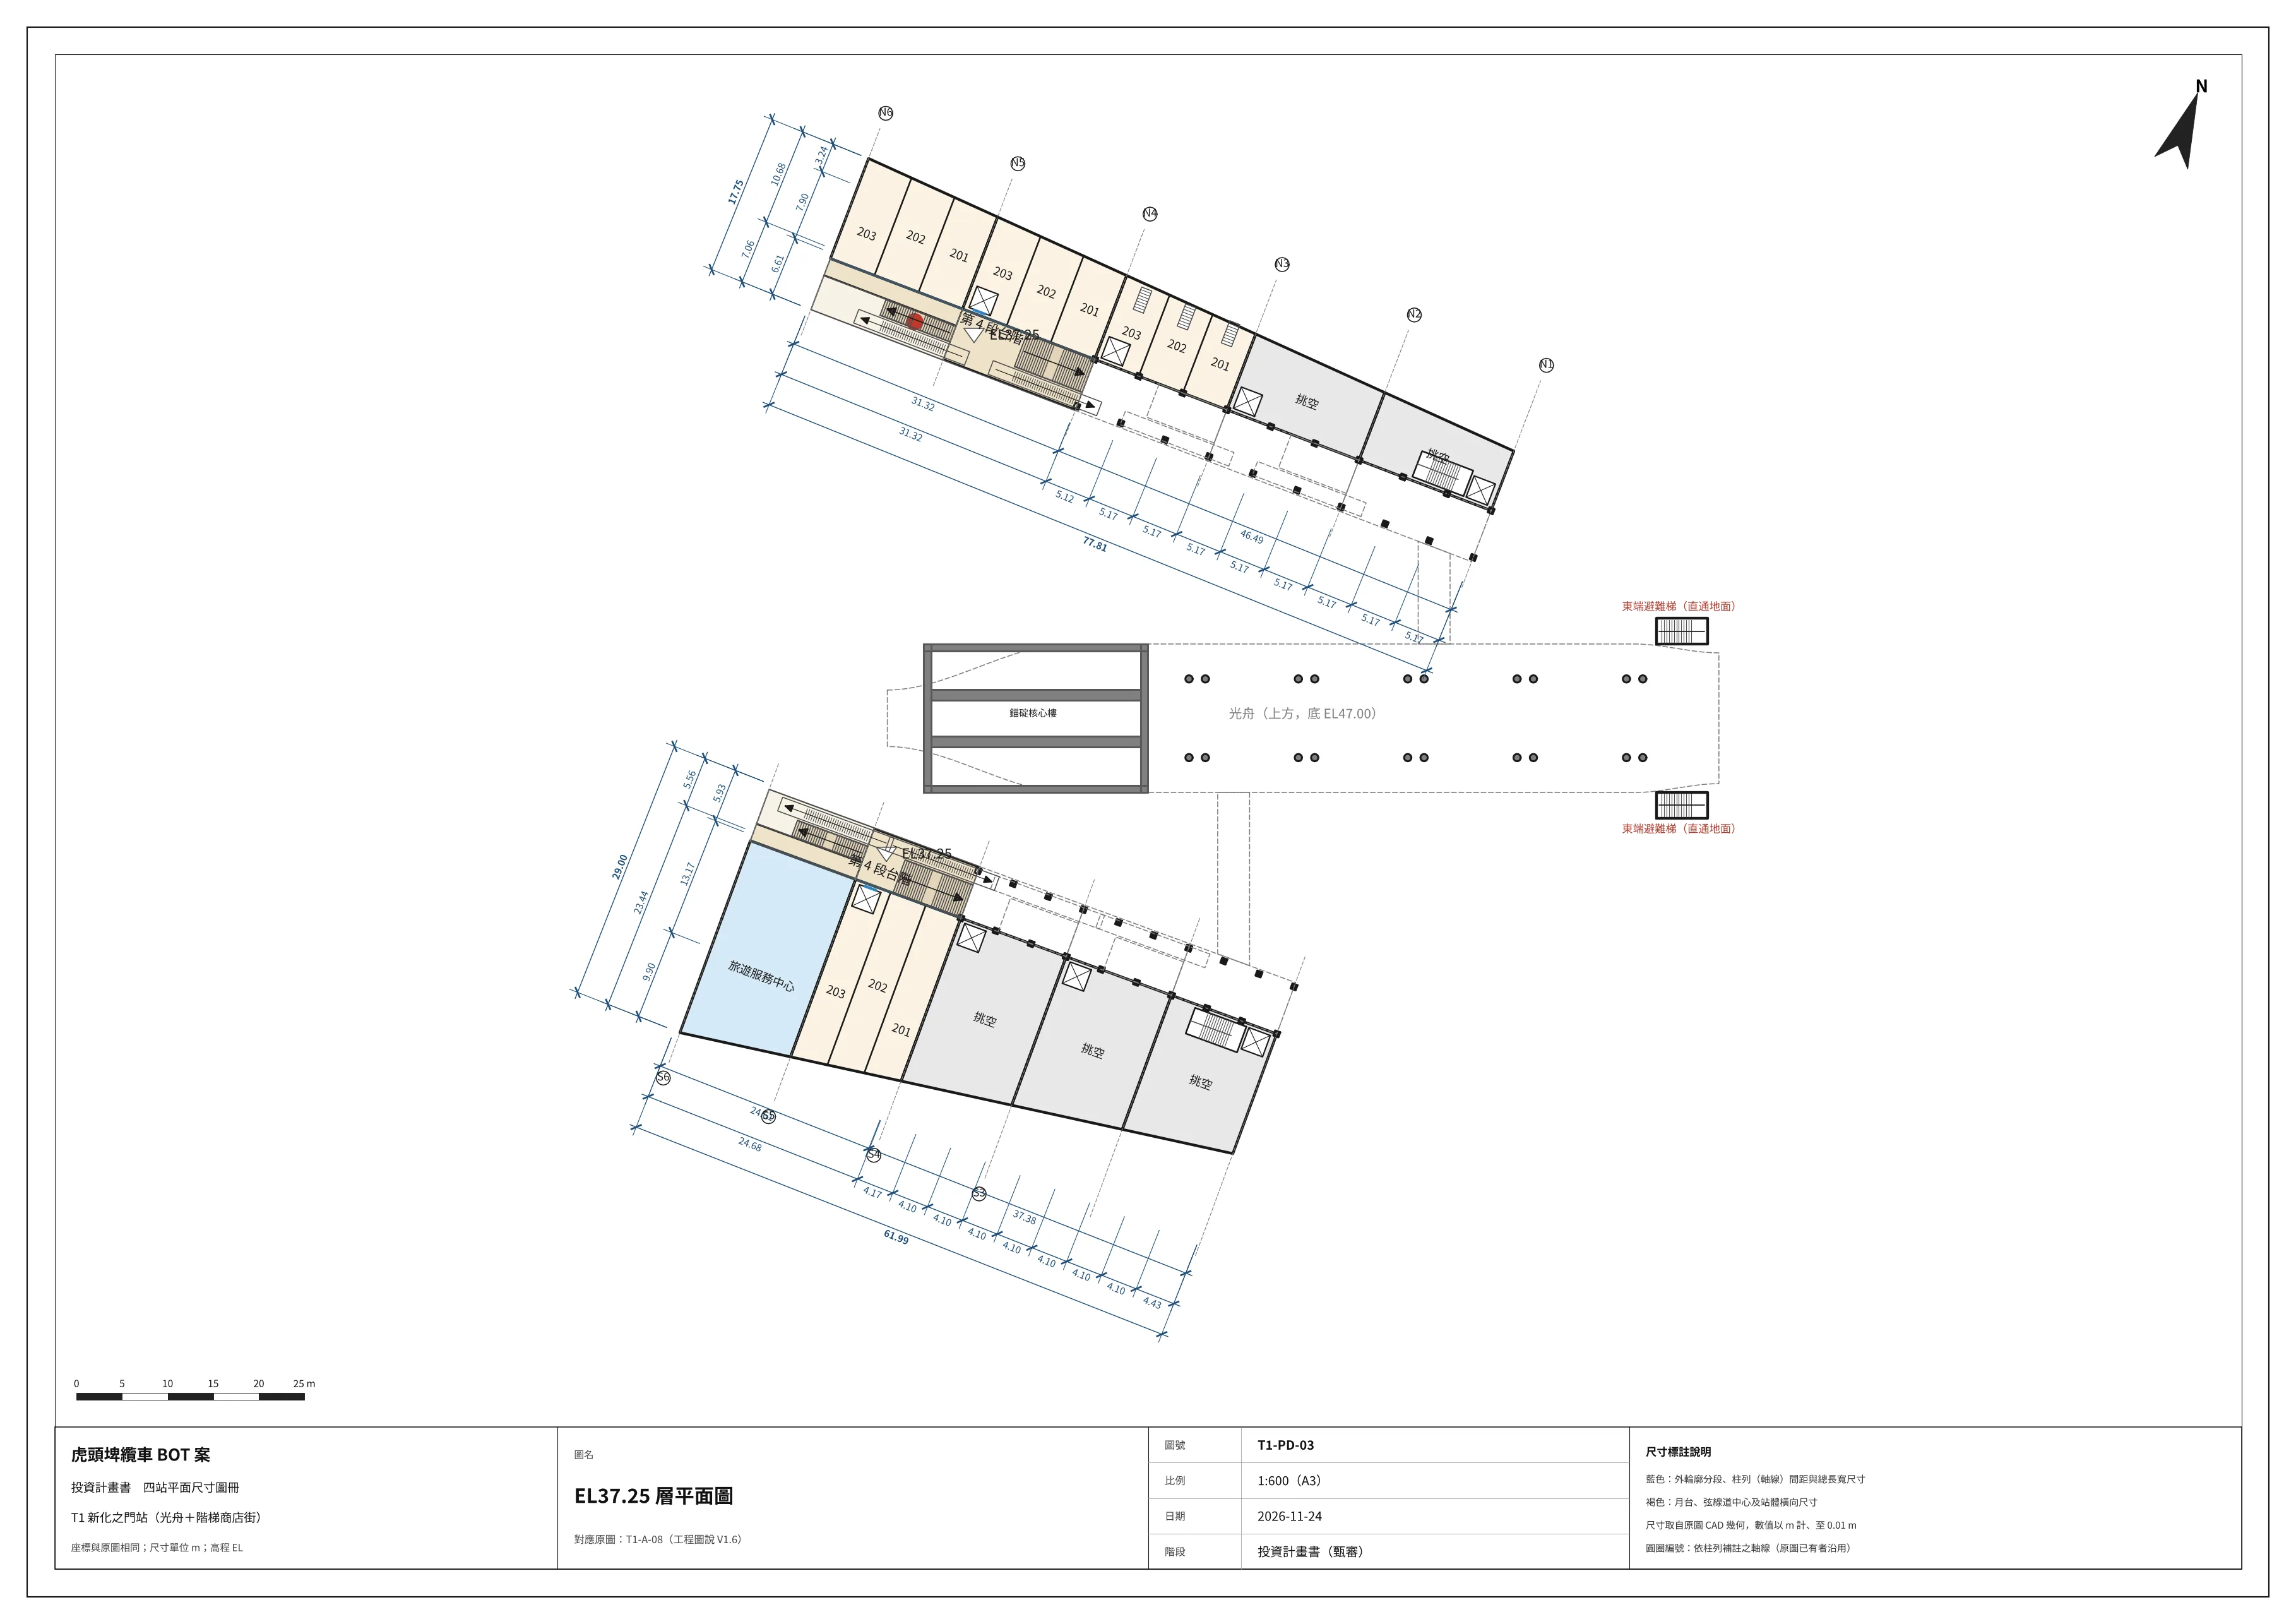 N
N6
N5
N4
N3
N2
N1
17.75
10.68
7.06
3.24
7.90
6.61
203
202
201
203
202
201
203
202
201
挑空
挑空
第 4 段台階
EL37.25
31.32
31.32
46.49
5.12
5.17
5.17
5.17
5.17
5.17
5.17
5.17
5.17
77.81
東端避難梯（直通地面）
錨碇核心樓
光舟（上方，底 EL47.00）
東端避難梯（直通地面）
29.00
5.56
23.44
5.93
13.17
9.90
第 4 段台階
EL37.25
旅遊服務中心
203
202
201
挑空
挑空
挑空
S6
S5
S4
S3
24.68
37.38
4.17
4.10
4.10
4.10
4.10
4.10
4.10
4.10
4.43
61.99
0 5 10 15 20 25 m
虎頭埤纜車 BOT 案
投資計畫書　四站平面尺寸圖冊
T1 新化之門站（光舟＋階梯商店街）
座標與原圖相同；尺寸單位 m；高程 EL
圖名
EL37.25 層平面圖
對應原圖：T1-A-08（工程圖說 V1.6）
圖號 T1-PD-03
比例 1:600（A3）
日期 2026-11-24
階段 投資計畫書（甄審）
尺寸標註說明
藍色：外輪廓分段、柱列（軸線）間距與總長寬尺寸
褐色：月台、弦線道中心及站體橫向尺寸
尺寸取自原圖 CAD 幾何，數值以 m 計、至 0.01 m
圓圈編號：依柱列補註之軸線（原圖已有者沿用）